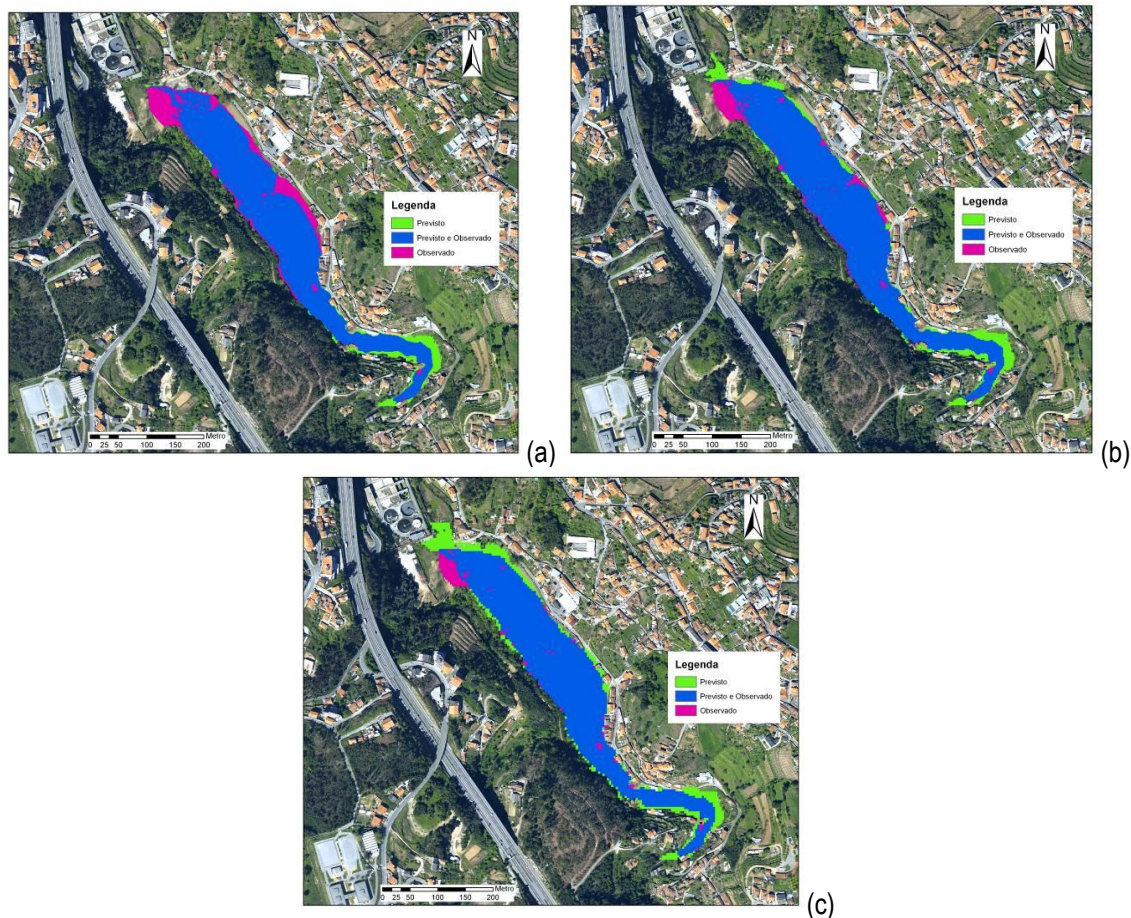 N
Legenda
Previsto
Previsto e Observado
Observado
Metro
0 25 50 100 150 200
(a)
N
Legenda
Previsto
Previsto e Observado
Observado
Metro
0 25 50 100 150 200
(b)
N
Legenda
Previsto
Previsto e Observado
Observado
Metro
0 25 50 100 150 200
(c)